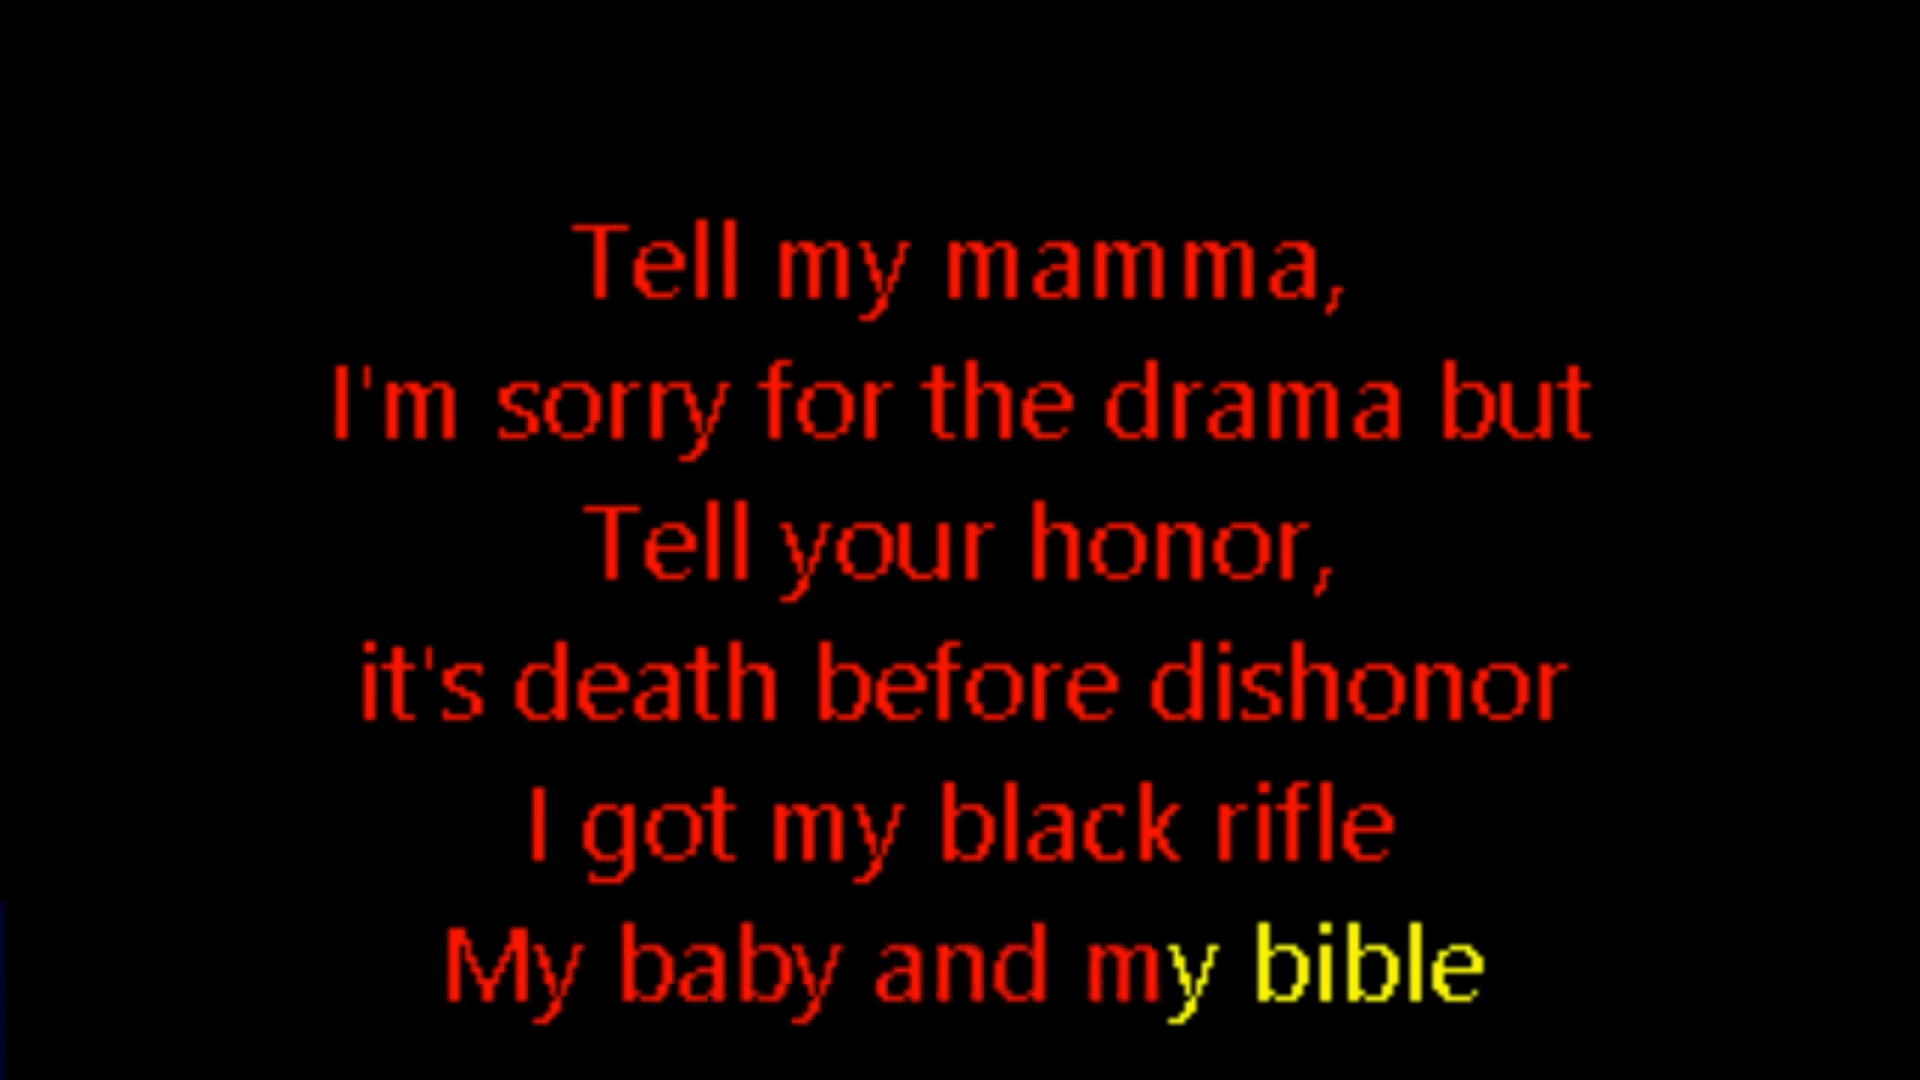 Tell my mamma,
I'm sorry for the drama but
Tell your honor,
it's death before dishonor
I got my black rifle
My baby and my bible